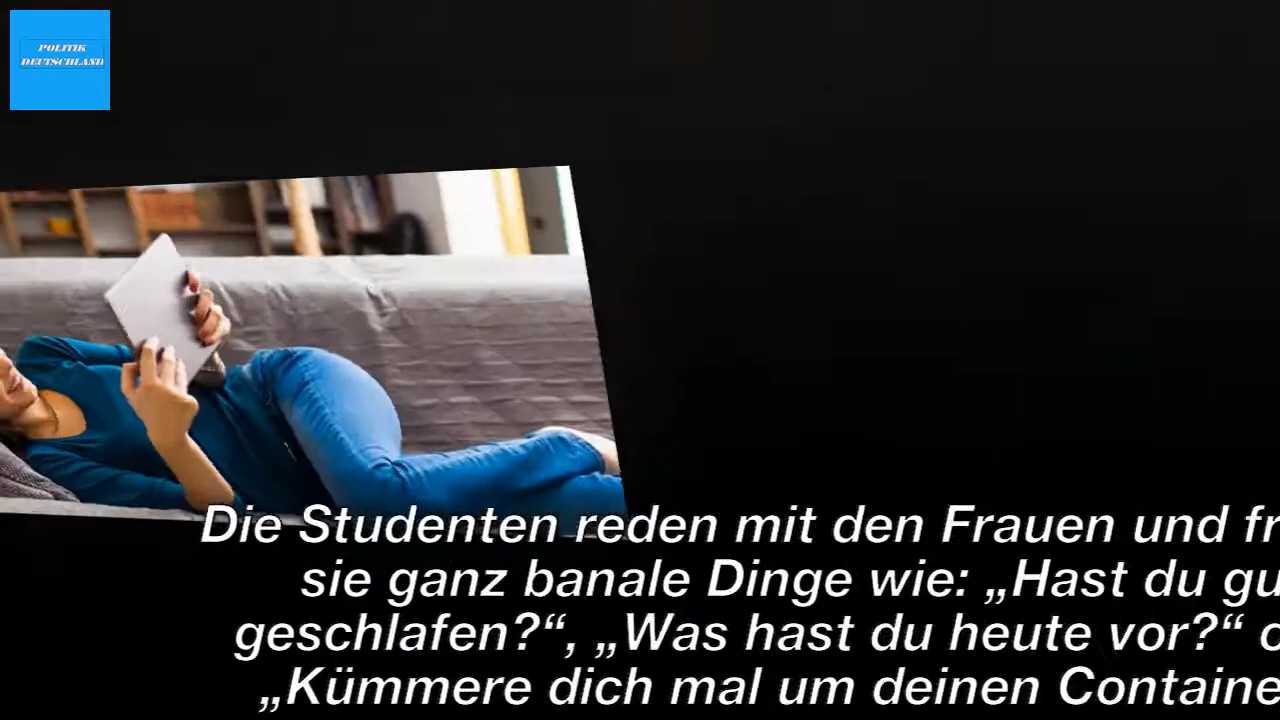 POLITIK
DEUTSCHLAND
Die Studenten reden mit den Frauen und fr
sie ganz banale Dinge wie: „Hast du gu
geschlafen?“, „Was hast du heute vor?“ o
„Kümmere dich mal um deinen Containe